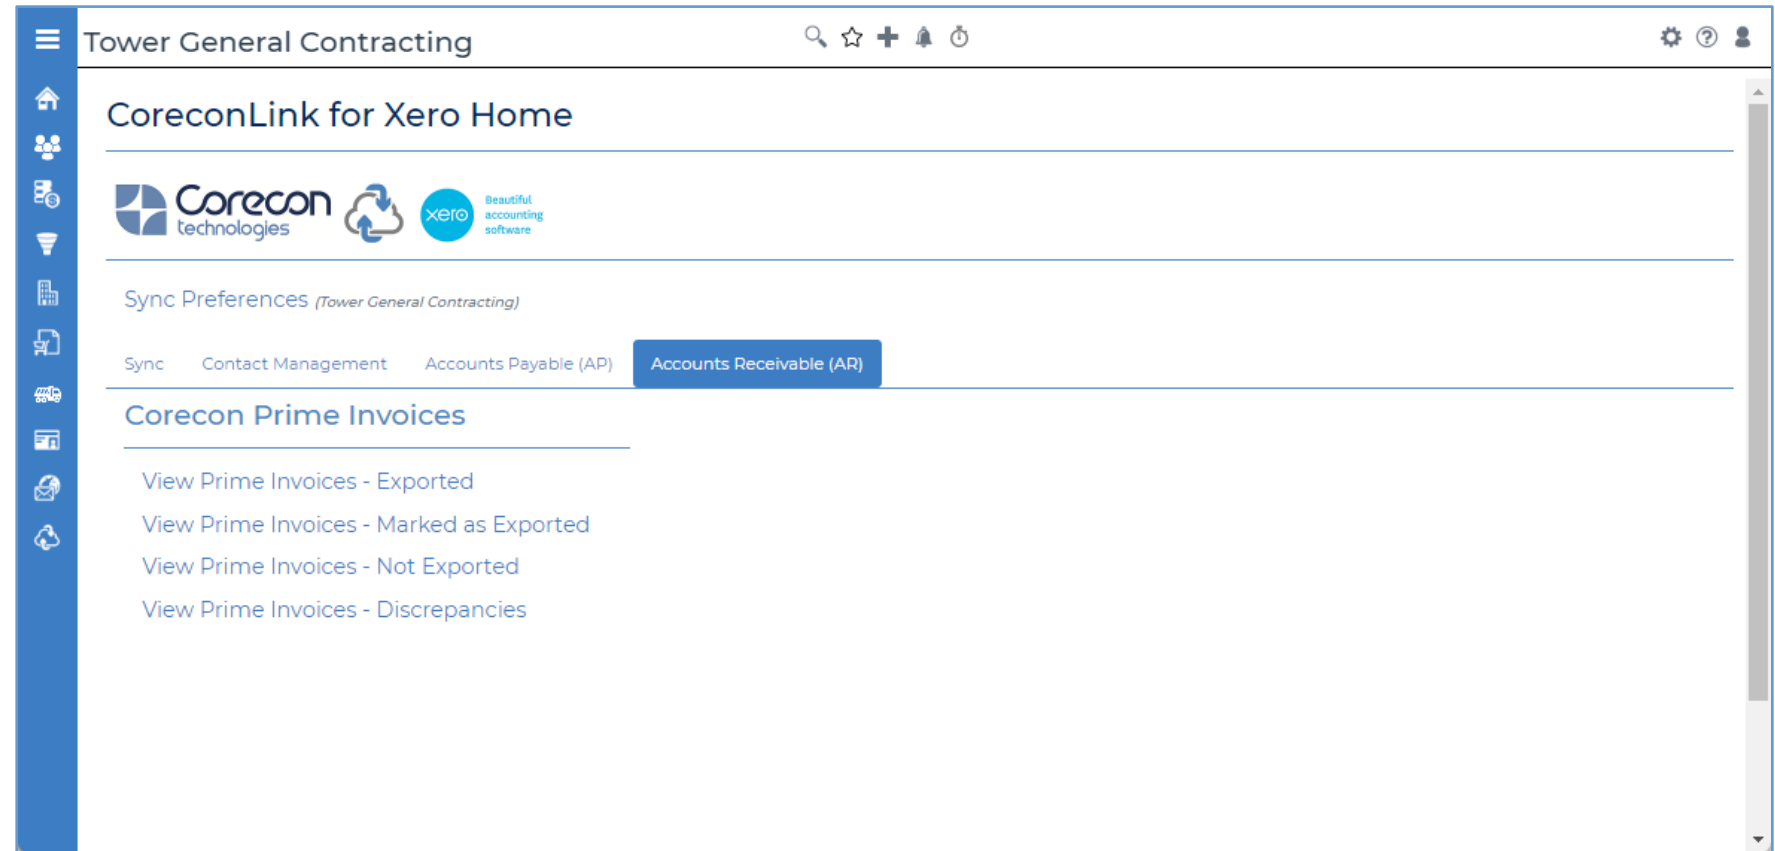 Tower General Contracting
CoreconLink for Xero Home
Corecon
technologies
xero
Beautiful
accounting
software
Sync Preferences (Tower General Contracting)
Sync Contact Management Accounts Payable (AP) Accounts Receivable (AR)
Corecon Prime Invoices
View Prime Invoices - Exported
View Prime Invoices - Marked as Exported
View Prime Invoices - Not Exported
View Prime Invoices - Discrepancies